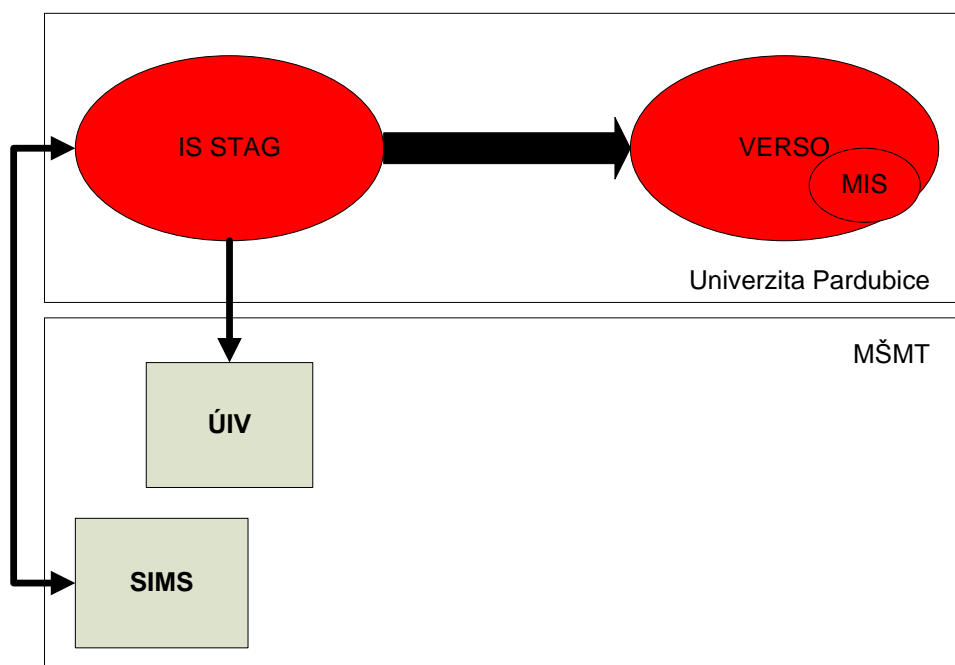 IS STAG
VERSO
MIS
Univerzita Pardubice
MŠMT
ÚIV
SIMS